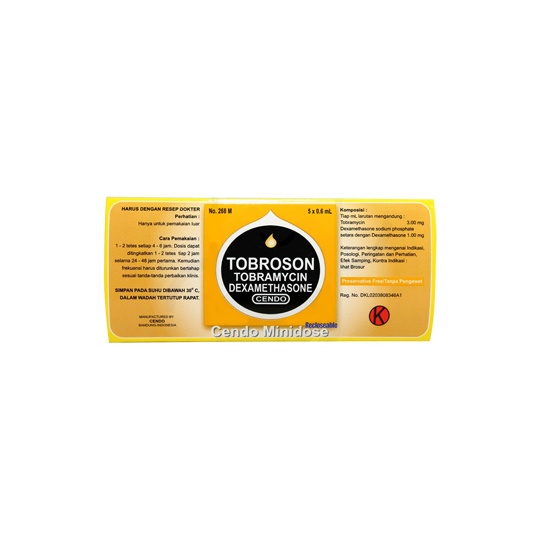 HARUS DENGAN RESEP DOKTER
Perhatian :
Hanya untuk pemakaian luar
Cara Pemakaian :
1 - 2 tetes setiap 4 - 6 jam. Dosis dapat
ditingkatkan 1 - 2 tetes tiap 2 jam
selama 24 - 48 jam pertama. Kemudian
frekuensi harus diturunkan bertahap
sesuai tanda-tanda perbaikan klinis.
SIMPAN PADA SUHU DIBAWAH 30° C,
DALAM WADAH TERTUTUP RAPAT.
MANUFACTURED BY
CENDO
BANDUNG-INDONESIA
No. 268 M
5 x 0.6 mL
TOBROSON
TOBRAMYCIN
DEXAMETHASONE
CENDO
Reclosnable
Cendo Minidose
Komposisi :
Tiap mL larutan mengandung :
Tobramycin 3.00 mg
Dexamethasone sodium phosphate
setara dengan Dexamethasone 1.00 mg
Keterangan lengkap mengenai Indikasi,
Posologi, Peringatan dan Perhatian,
Efek Samping, Kontra Indikasi :
lihat Brosur
Preservative Free/Tanpa Pengawet
Reg. No. DKL0203808346A1
K